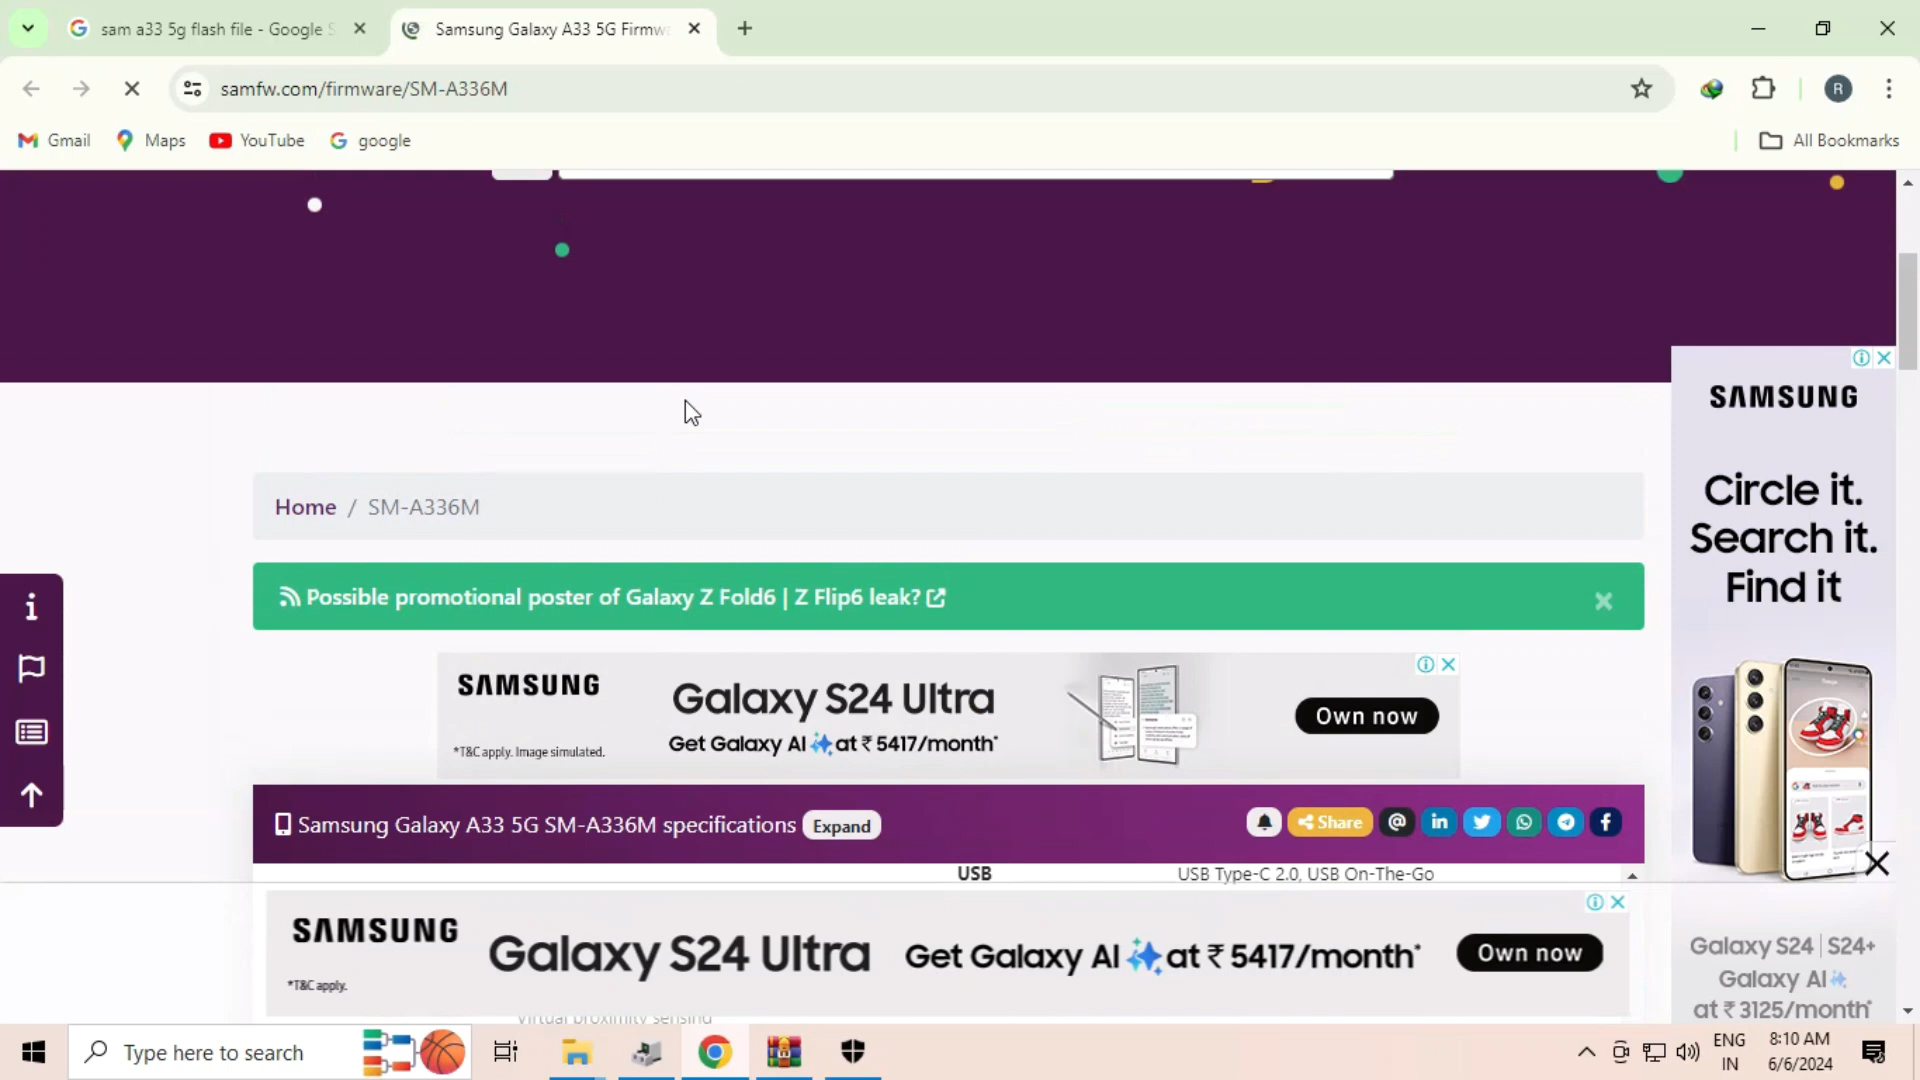 sam a33 5g flash file - Google S
Samsung Galaxy A33 5G Firmw
samfw.com/firmware/SM-A336M
R
Gmail
Maps
YouTube
google
All Bookmarks
Home / SM-A336M
Possible promotional poster of Galaxy Z Fold6 | Z Flip6 leak?
SAMSUNG
*T&C apply. Image simulated.
Galaxy S24 Ultra
Get Galaxy AI at ₹ 5417/month*
Own now
Samsung Galaxy A33 5G SM-A336M specifications Expand
Share
USB
USB Type-C 2.0, USB On-The-Go
SAMSUNG
*T&C apply.
Galaxy S24 Ultra
Get Galaxy AI at ₹ 5417/month*
Own now
Virtual proximity sensing
SAMSUNG
Circle it.
Search it.
Find it
Galaxy S24 | S24+
Galaxy AI
at ₹ 3125/month*
Type here to search
ENG
IN
8:10 AM
6/6/2024